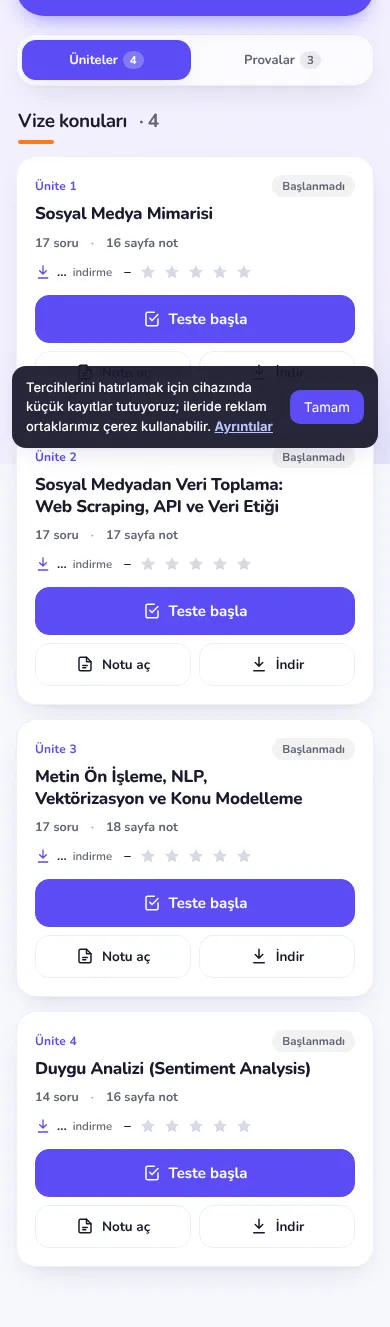 Üniteler 4
Provalar 3
Vize konuları · 4
Ünite 1
Başlanmadı
Sosyal Medya Mimarisi
17 soru · 16 sayfa not
... indirme –
Teste başla
Notu aç
İndir
Tercihlerini hatırlamak için cihazında
küçük kayıtlar tutuyoruz; ileride reklam
ortaklarımız çerez kullanabilir. Ayrıntılar
Tamam
Ünite 2
Başlanmadı
Sosyal Medyadan Veri Toplama:
Web Scraping, API ve Veri Etiği
17 soru · 17 sayfa not
... indirme –
Teste başla
Notu aç
İndir
Ünite 3
Başlanmadı
Metin Ön İşleme, NLP,
Vektörizasyon ve Konu Modelleme
17 soru · 18 sayfa not
... indirme –
Teste başla
Notu aç
İndir
Ünite 4
Başlanmadı
Duygu Analizi (Sentiment Analysis)
14 soru · 16 sayfa not
... indirme –
Teste başla
Notu aç
İndir